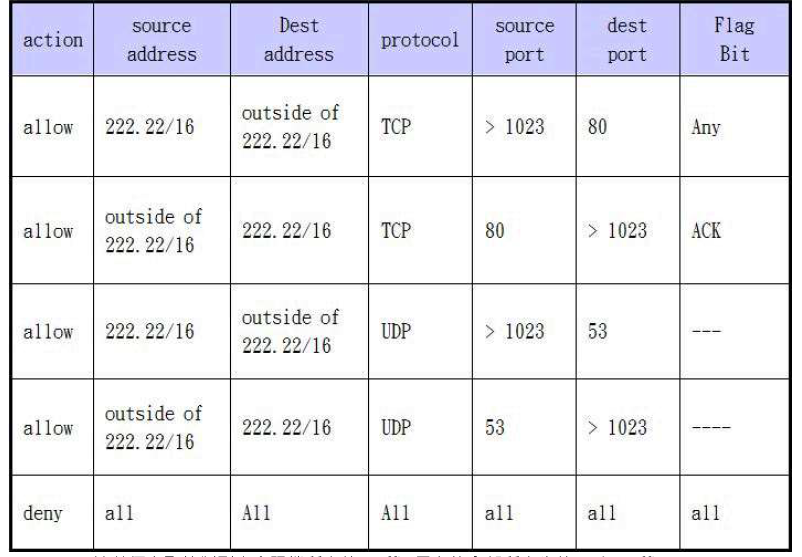 action source address Dest address protocol source port dest port Flag Bit
allow 222.22/16 outside of 222.22/16 TCP > 1023 80 Any
allow outside of 222.22/16 222.22/16 TCP 80 > 1023 ACK
allow 222.22/16 outside of 222.22/16 UDP > 1023 53 ---
allow outside of 222.22/16 222.22/16 UDP 53 > 1023 ----
deny all All All all all all